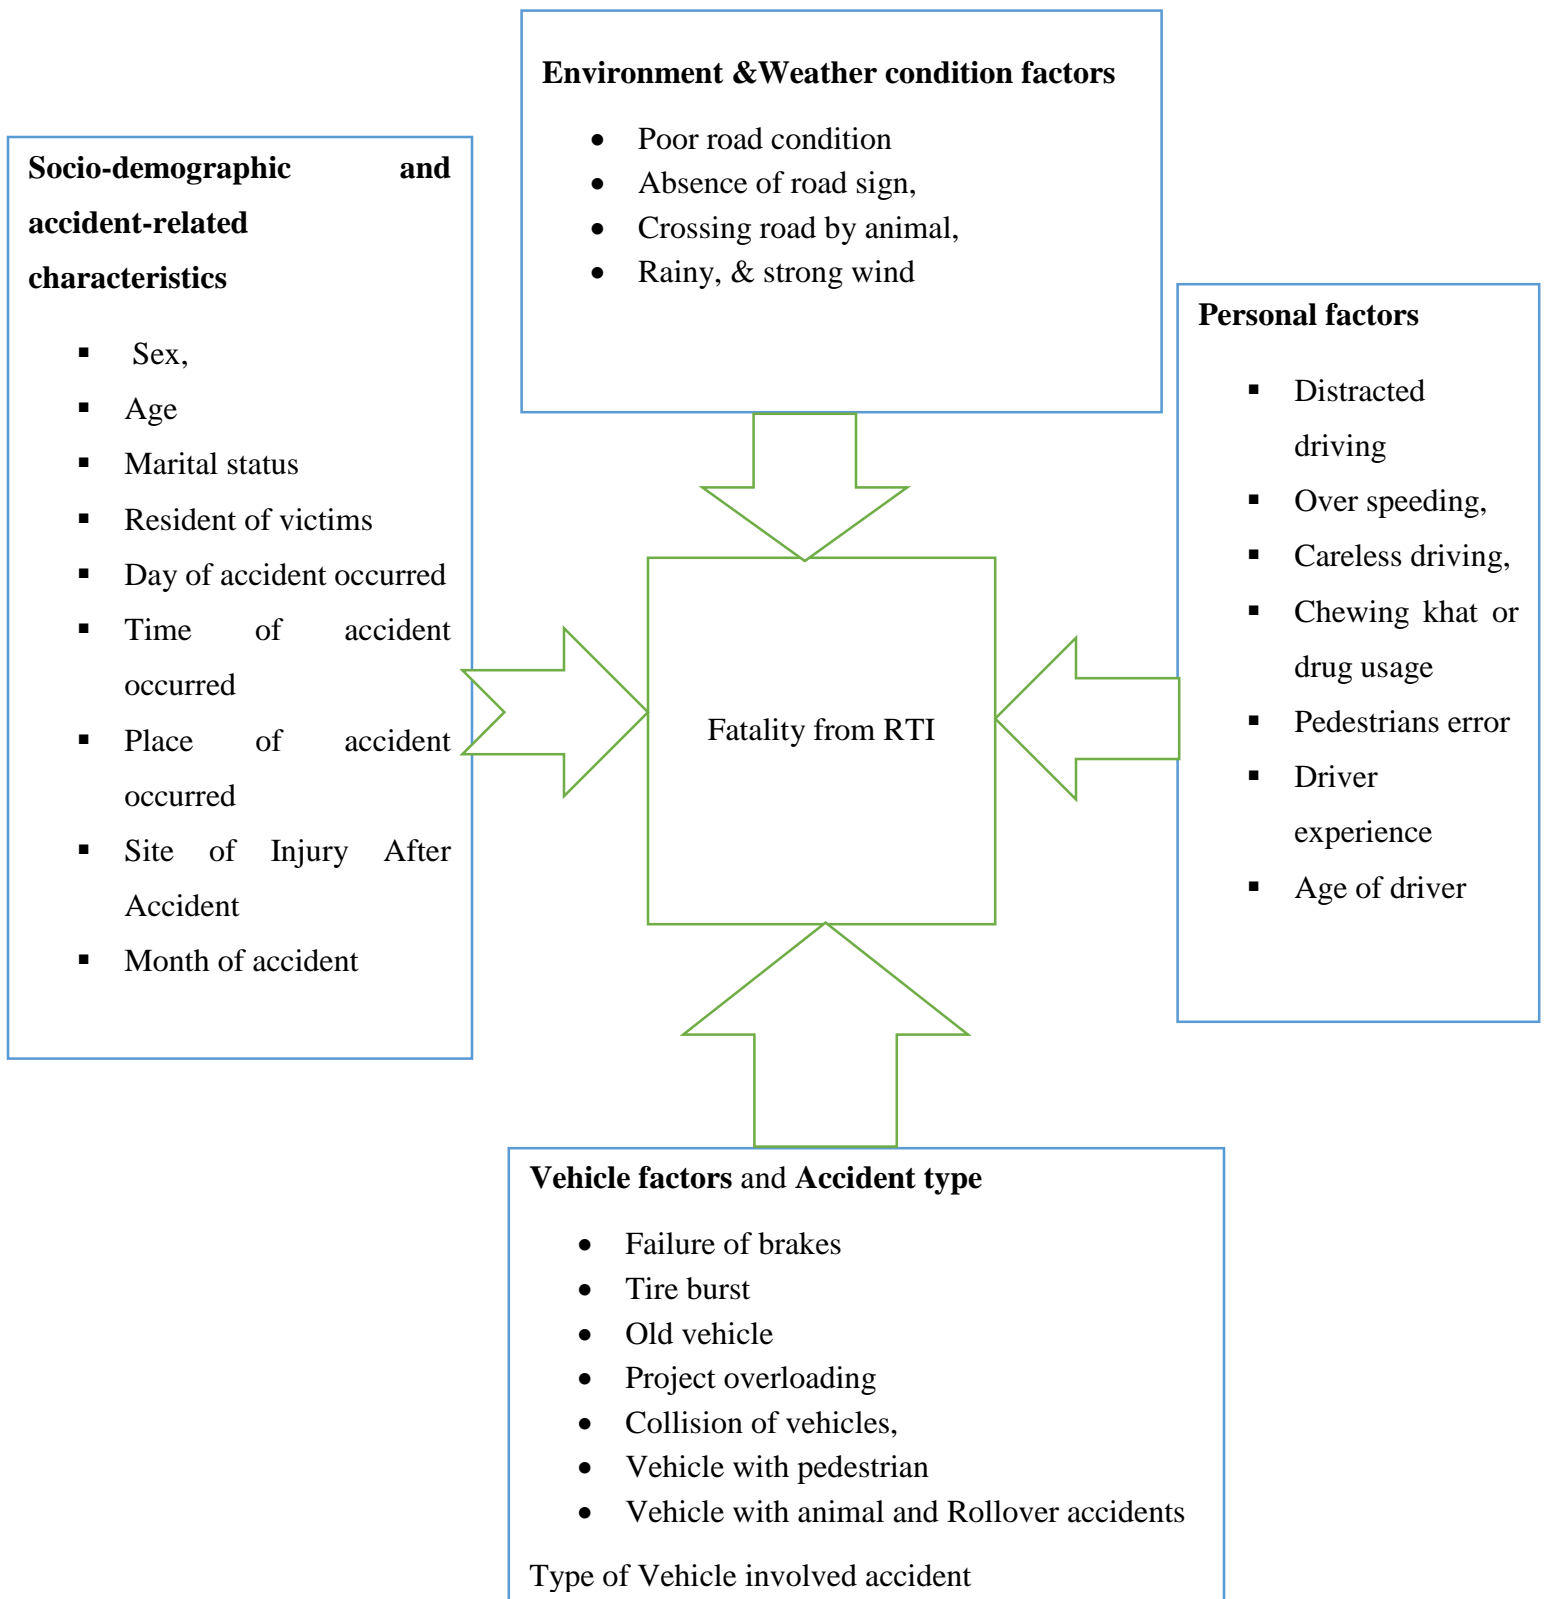 Environment &Weather condition factors
• Poor road condition
• Absence of road sign,
• Crossing road by animal,
• Rainy, & strong wind
Socio-demographic and
accident-related
characteristics
▪ Sex,
▪ Age
▪ Marital status
▪ Resident of victims
▪ Day of accident occurred
▪ Time of accident
occurred
▪ Place of accident
occurred
▪ Site of Injury After
Accident
▪ Month of accident
Personal factors
▪ Distracted
driving
▪ Over speeding,
▪ Careless driving,
▪ Chewing khat or
drug usage
▪ Pedestrians error
▪ Driver
experience
▪ Age of driver
Fatality from RTI
Vehicle factors and Accident type
• Failure of brakes
• Tire burst
• Old vehicle
• Project overloading
• Collision of vehicles,
• Vehicle with pedestrian
• Vehicle with animal and Rollover accidents
Type of Vehicle involved accident